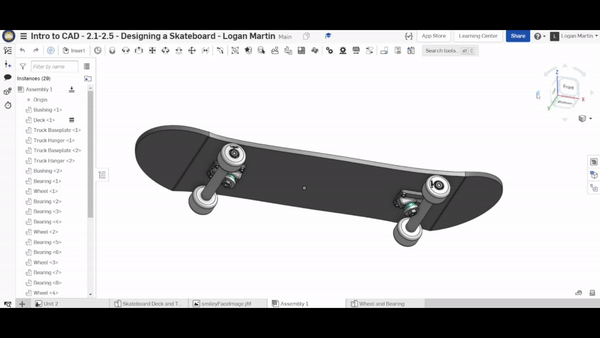 Intro to CAD - 2.1-2.5 - Designing a Skateboard - Logan Martin Main
App Store
Learning Center
Share
Logan Martin
Insert
Search tools...
Filter by name
Instances (29)
Assembly 1
Origin
Bushing <1>
Deck <1>
Truck Baseplate <1>
Truck Hanger <1>
Truck Baseplate <2>
Truck Hanger <2>
Bushing <2>
Bearing <1>
Wheel <1>
Bearing <2>
Bearing <3>
Bearing <4>
Wheel <2>
Bearing <5>
Bearing <6>
Wheel <3>
Bearing <7>
Bearing <8>
Wheel <4>
Z
Front
X
Y
Unit 2
Skateboard Deck and T...
smileyFaceImage.jfif
Assembly 1
Wheel and Bearing